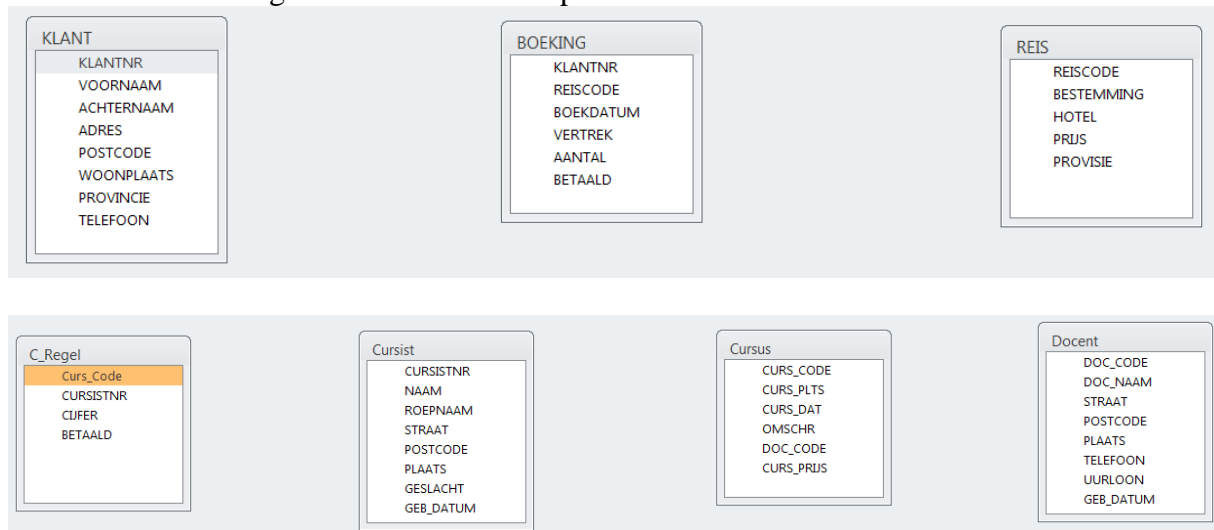 KLANT
KLANTNR
VOORNAAM
ACHTERNAAM
ADRES
POSTCODE
WOONPLAATS
PROVINCIE
TELEFOON
BOEKING
KLANTNR
REISCODE
BOEKDATUM
VERTREK
AANTAL
BETAALD
REIS
REISCODE
BESTEMMING
HOTEL
PRIJS
PROVISIE
C_Regel
Curs_Code
CURSISTNR
CIJFER
BETAALD
Cursist
CURSISTNR
NAAM
ROEPNAAM
STRAAT
POSTCODE
PLAATS
GESLACHT
GEB_DATUM
Cursus
CURS_CODE
CURS_PLTS
CURS_DAT
OMSCHR
DOC_CODE
CURS_PRIJS
Docent
DOC_CODE
DOC_NAAM
STRAAT
POSTCODE
PLAATS
TELEFOON
UURLOON
GEB_DATUM